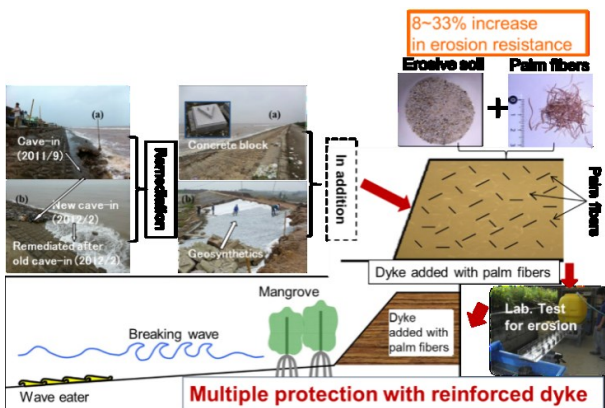 8~33% increase
in erosion resistance
Erosive soil
Palm fibers
+
(a)
Cave-in
(2011/9)
(b)
New cave-in
(2012/2)
Remediated after
old cave-in (2012/2)
Remediation
(a)
Concrete block
(b)
Geosynthetics
In addition
Palm fibers
Dyke added with palm fibers
Lab. Test
for erosion
Mangrove
Breaking wave
Dyke
added with
palm fibers
Wave eater
Multiple protection with reinforced dyke